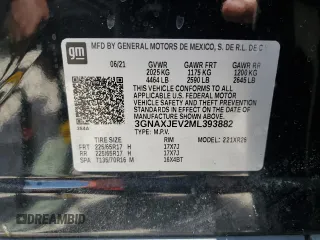 gm
MFD BY GENERAL MOTORS DE MEXICO, S. DE R.L. DE C
06/21 GVWR GAWR FRT GAWR RR
2025 KG 1175 KG 1200 KG
4464 LB 2590 LB 2645 LB
THIS VEHICLE CONFORMS TO ALL APPLICABLE
U.S. FEDERAL MOTOR VEHICLE SAFETY, BUMPER,
AND THEFT PREVENTION STANDARDS IN EFFECT ON
THE DATE OF MANUFACTURE SHOWN ABOVE.
3GNAXJEV2ML393882
TYPE: M.P.V.
TIRE SIZE RIM 221XR26
FRT 225/65R17 H 17X7J
RR 225/65R17 H 17X7J
SPA T135/70R16 M 16X4BT
© DIAMOND BID